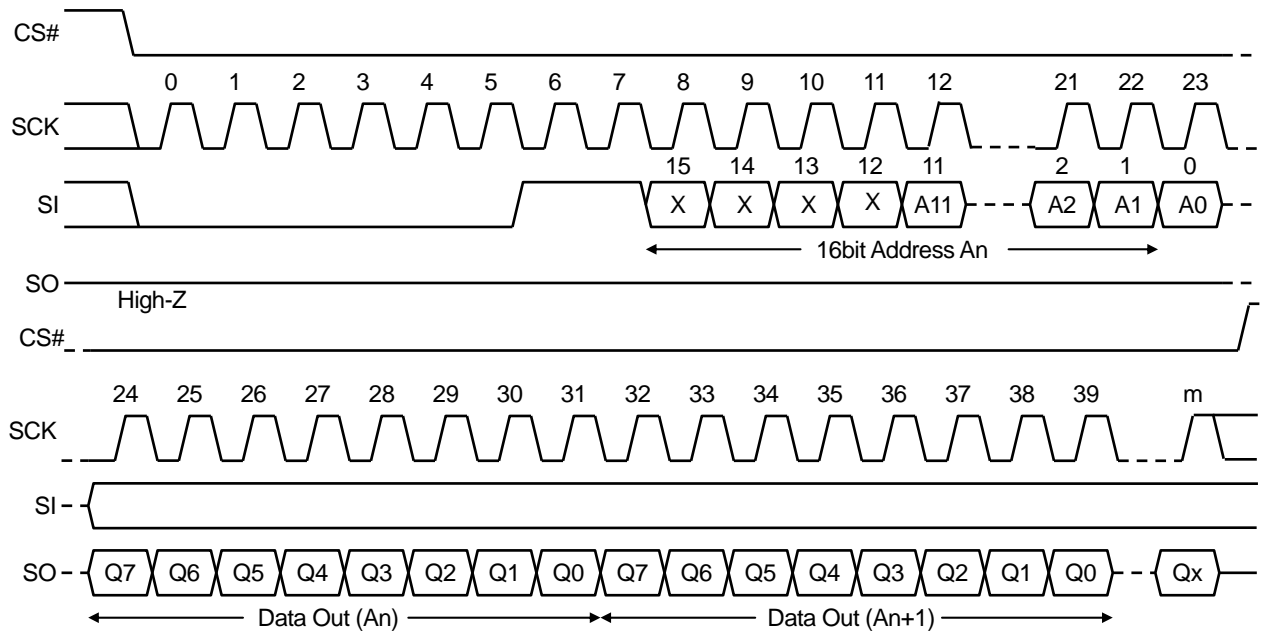 CS#
0 1 2 3 4 5 6 7 8 9 10 11 12 21 22 23
SCK
15 14 13 12 11 2 1 0
SI X X X X A11 A2 A1 A0
16bit Address An
SO
High-Z
CS#
24 25 26 27 28 29 30 31 32 33 34 35 36 37 38 39 m
SCK
SI
SO Q7 Q6 Q5 Q4 Q3 Q2 Q1 Q0 Q7 Q6 Q5 Q4 Q3 Q2 Q1 Q0 Qx
Data Out (An) Data Out (An+1)